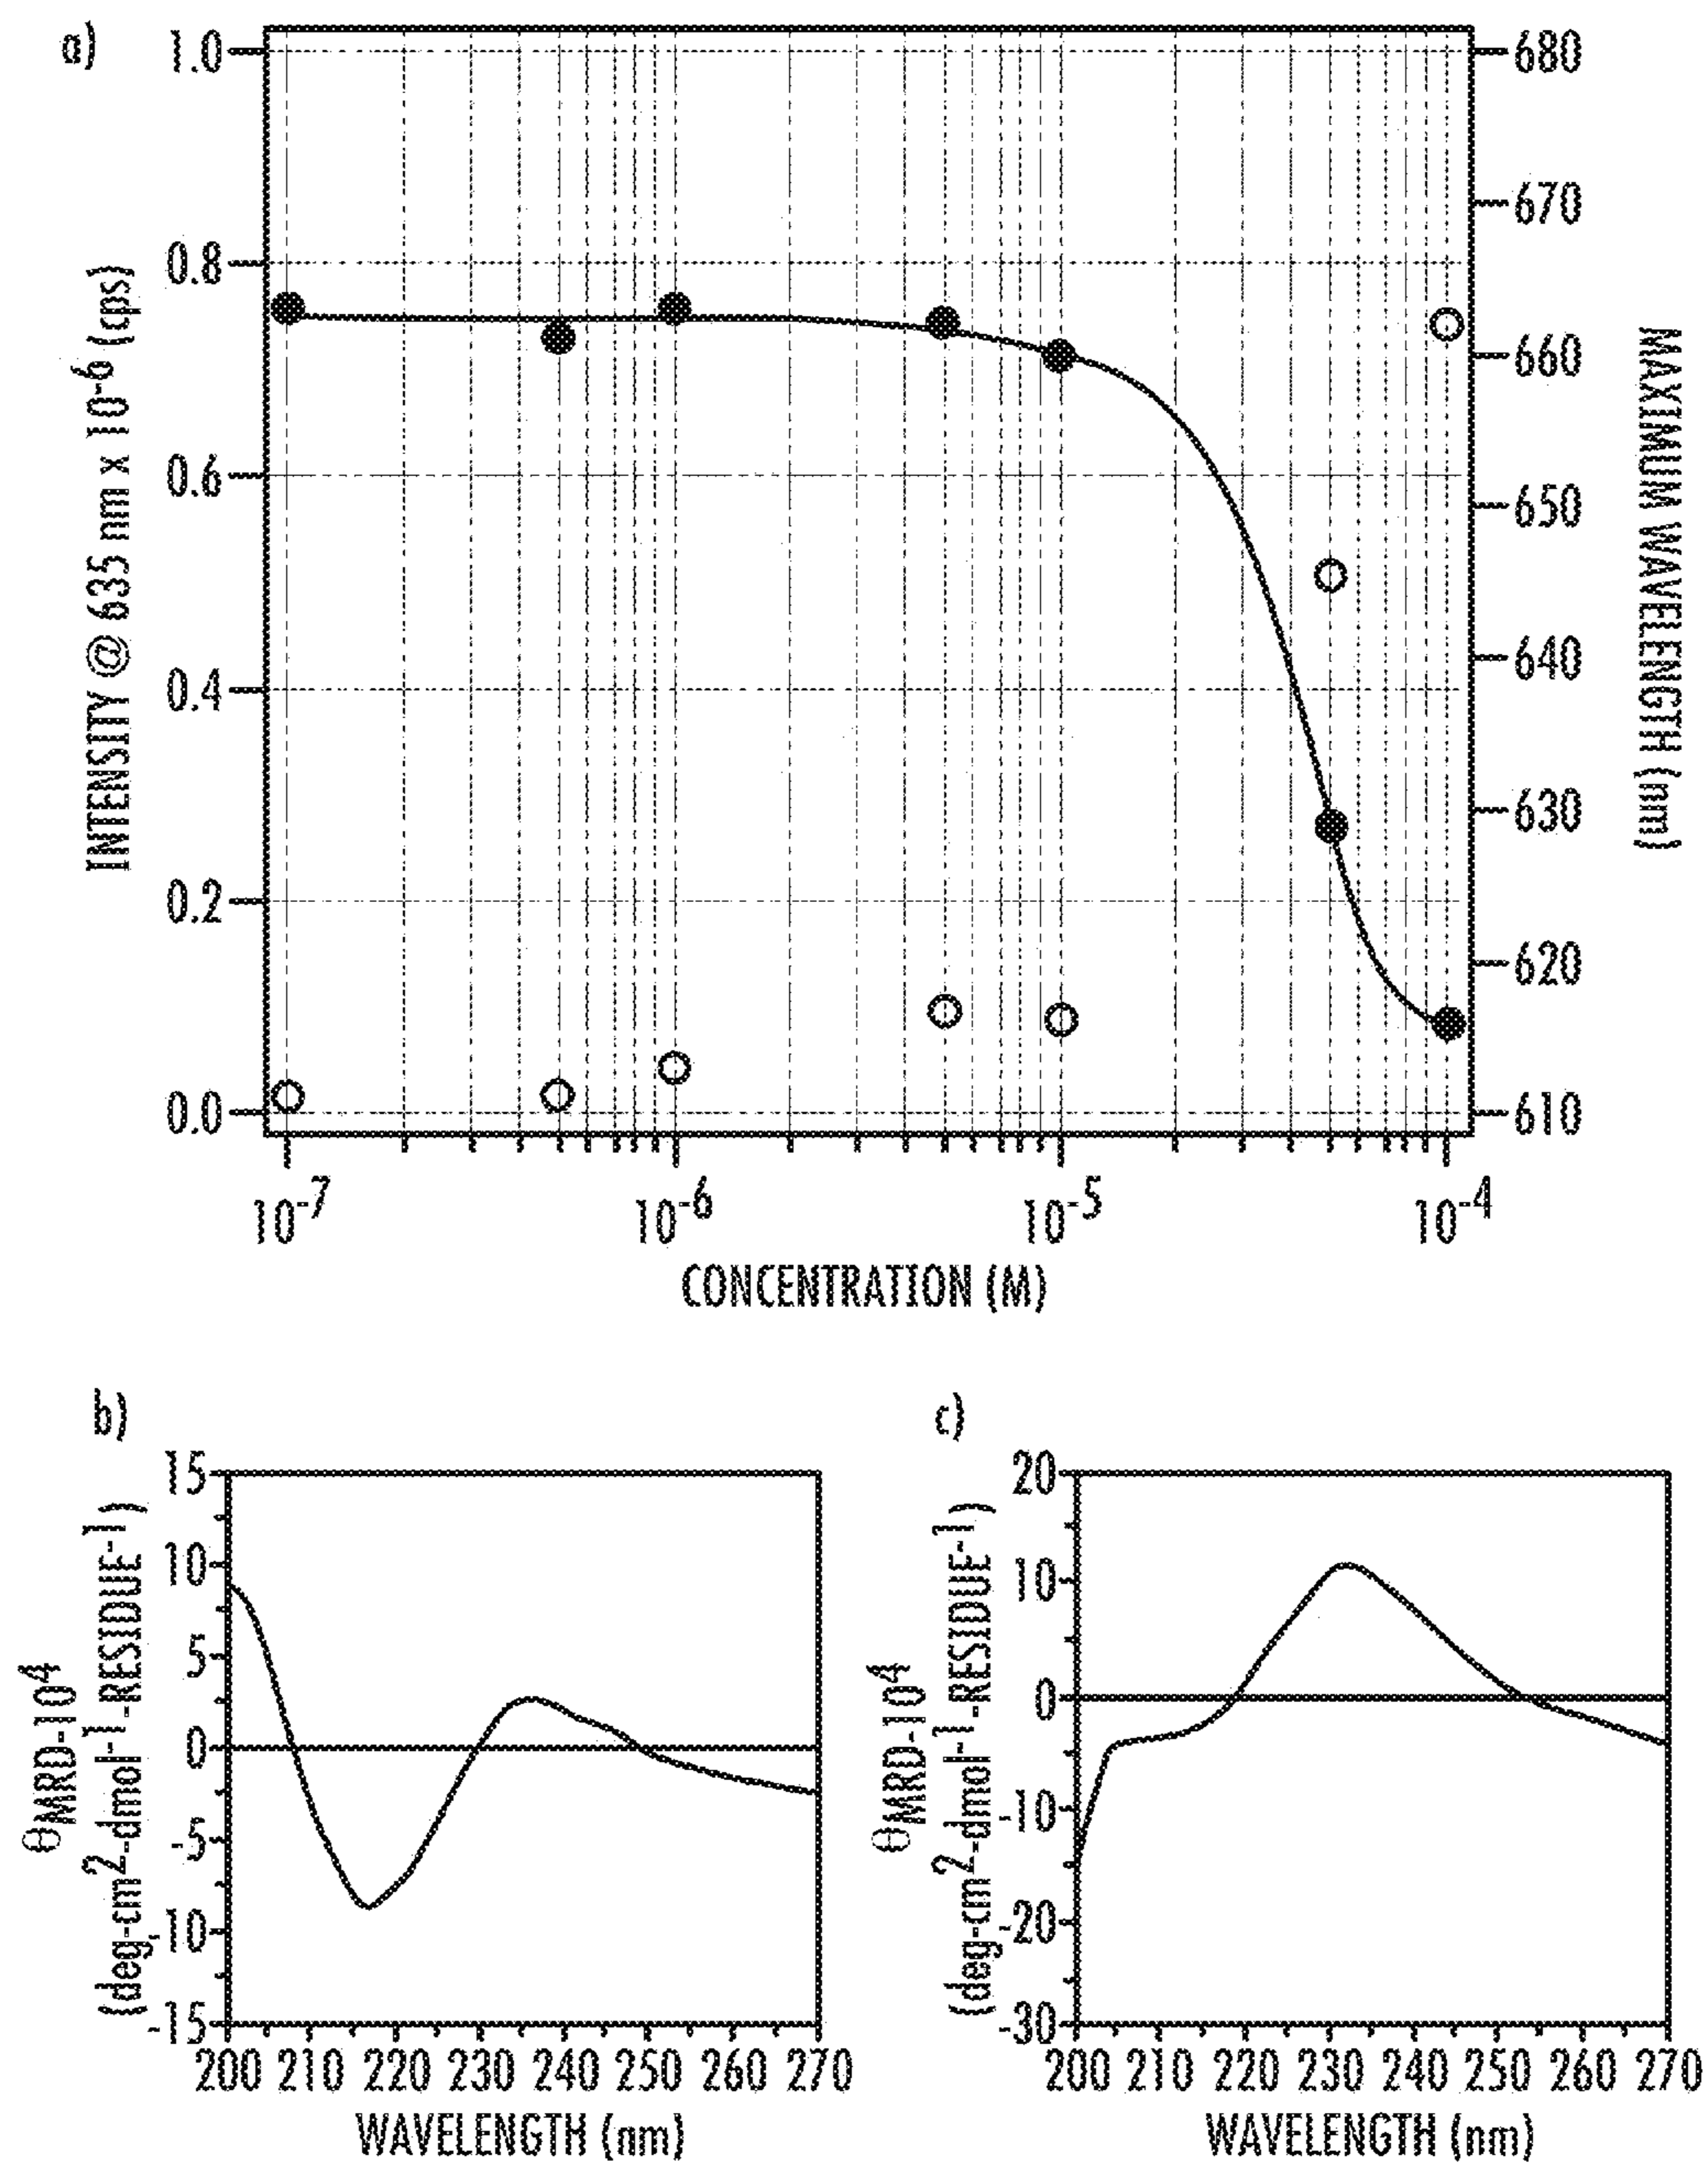 a)
1.0
0.8
0.6
0.4
0.2
0.0
INTENSITY @ 635 nm x 10-6 (cps)
680
670
660
650
640
630
620
610
MAXIMUM WAVELENGTH (nm)
10-7 10-6 10-5 10-4
CONCENTRATION (M)
b)
15
10
5
0
-5
-10
-15
θMRD-104
(deg-cm2-dmol-1-RESIDUE-1)
200 210 220 230 240 250 260 270
WAVELENGTH (nm)
c)
20
10
0
-10
-20
-30
θMRD-104
(deg-cm2-dmol-1-RESIDUE-1)
200 210 220 230 240 250 260 270
WAVELENGTH (nm)